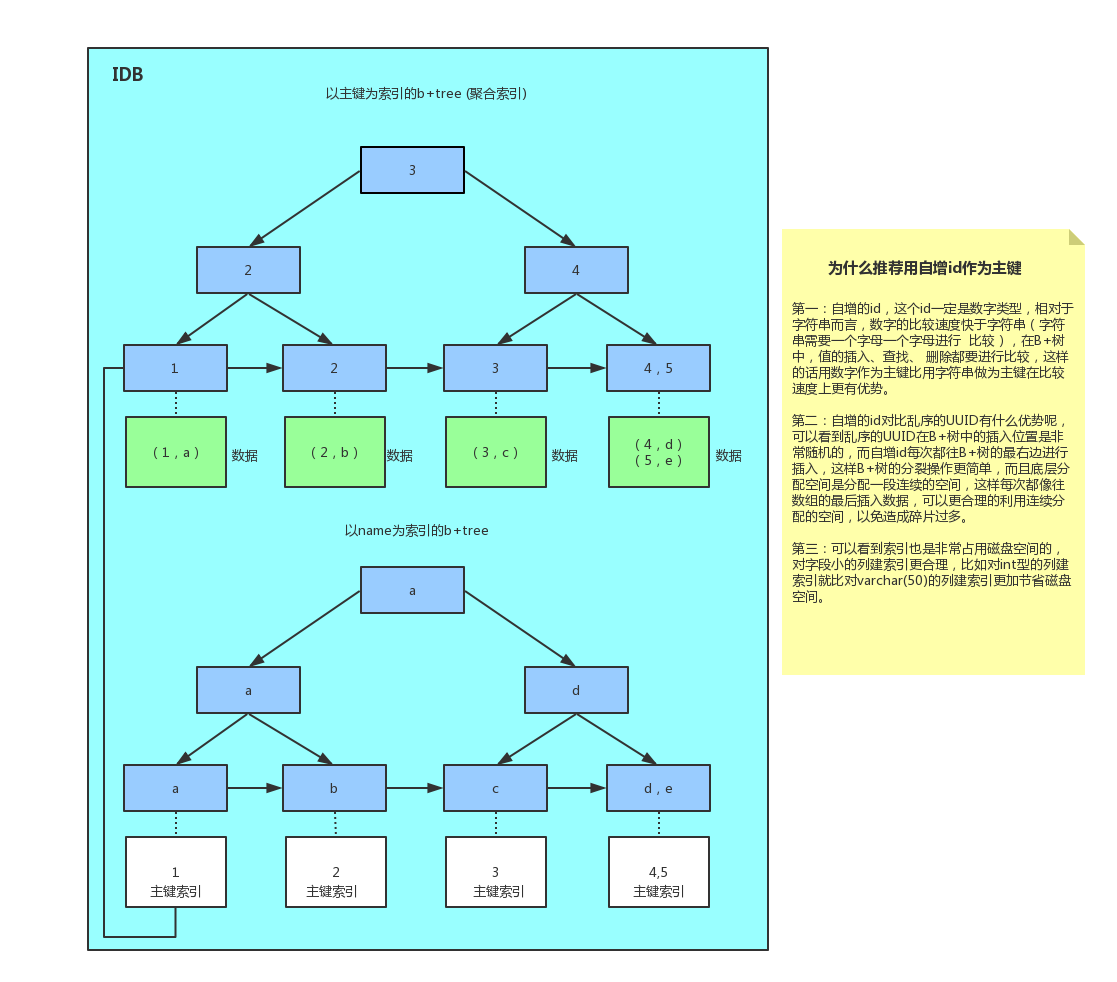 IDB
以主键为索引的b+tree (聚合索引)
3
2
4
1
2
3
4，5
（1，a）
数据
（2，b）
数据
（3，c）
数据
（4，d）
（5，e）
数据
以name为索引的b+tree
a
a
d
a
b
c
d，e
1
主键索引
2
主键索引
3
主键索引
4,5
主键索引
为什么推荐用自增id作为主键
第一：自增的id，这个id一定是数字类型，相对于
字符串而言，数字的比较速度快于字符串（字符
串需要一个字母一个字母进行 比较），在B+树
中，值的插入、查找、 删除都要进行比较，这样
的话用数字作为主键比用字符串做为主键在比较
速度上更有优势。
第二：自增的id对比乱序的UUID有什么优势呢，
可以看到乱序的UUID在B+树中的插入位置是非
常随机的，而自增id每次都往B+树的最右边进行
插入，这样B+树的分裂操作更简单，而且底层分
配空间是分配一段连续的空间，这样每次都像往
数组的最后插入数据，可以更合理的利用连续分
配的空间，以免造成碎片过多。
第三：可以看到索引也是非常占用磁盘空间的，
对字段小的列建索引更合理，比如对int型的列建
索引就比对varchar(50)的列建索引更加节省磁盘
空间。